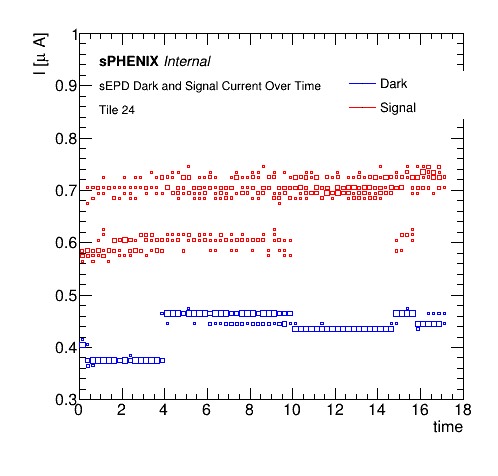 I [μ A]
1
0.9
0.8
0.7
0.6
0.5
0.4
0.3
sPHENIX Internal
sEPD Dark and Signal Current Over Time
Tile 24
Dark
Signal
0 2 4 6 8 10 12 14 16 18
time